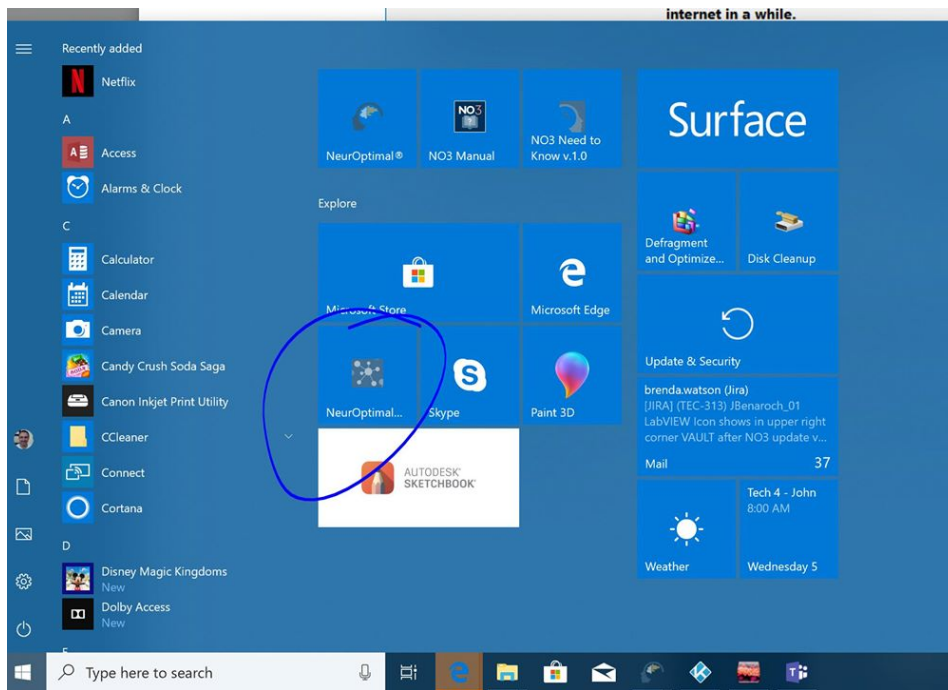 internet in a while.
Recently added
Netflix
A
Access
Alarms & Clock
C
Calculator
Calendar
Camera
Candy Crush Soda Saga
Canon Inkjet Print Utility
CCleaner
Connect
Cortana
D
Disney Magic Kingdoms
New
Dolby Access
New
NeurOptimal®
NO3
NO3 Manual
NO3 Need to
Know v.1.0
Explore
Microsoft Store
Microsoft Edge
NeurOptimal...
Skype
Paint 3D
AUTODESK®
SKETCHBOOK®
Surface
Defragment
and Optimize...
Disk Cleanup
Update & Security
brenda.watson (Jira)
[JIRA] (TEC-313) JBenaroch_01
LabVIEW Icon shows in upper right
corner VAULT after NO3 update v...
Mail 37
Weather
Tech 4 - John
8:00 AM
Wednesday 5
Type here to search